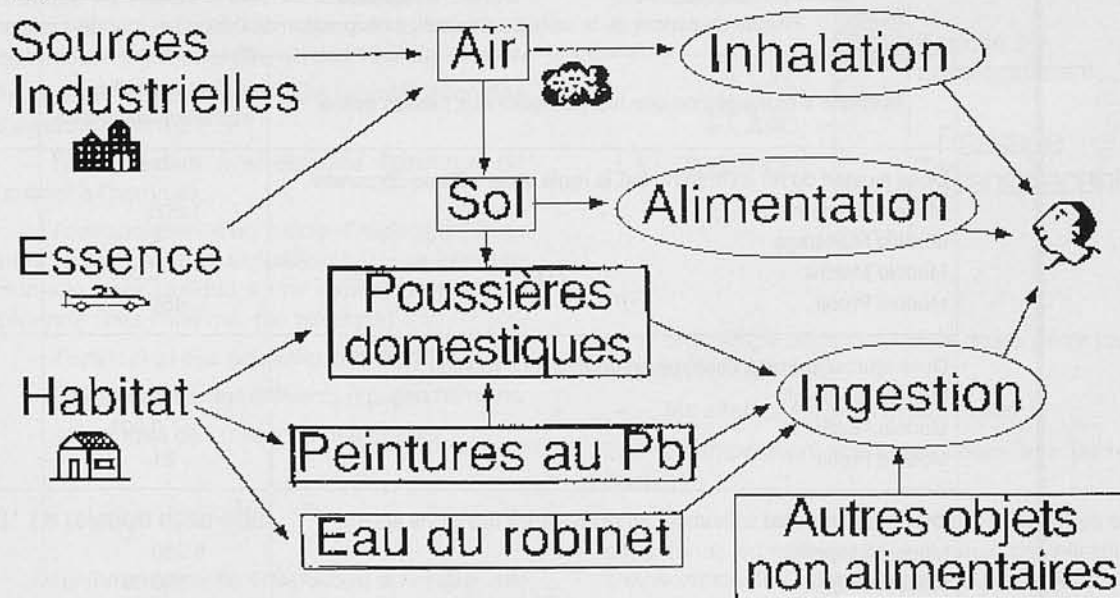 Sources
Industrielles
Air
Inhalation
Sol
Alimentation
Essence
Poussières
domestiques
Habitat
Ingestion
Peintures au Pb
Eau du robinet
Autres objets
non alimentaires